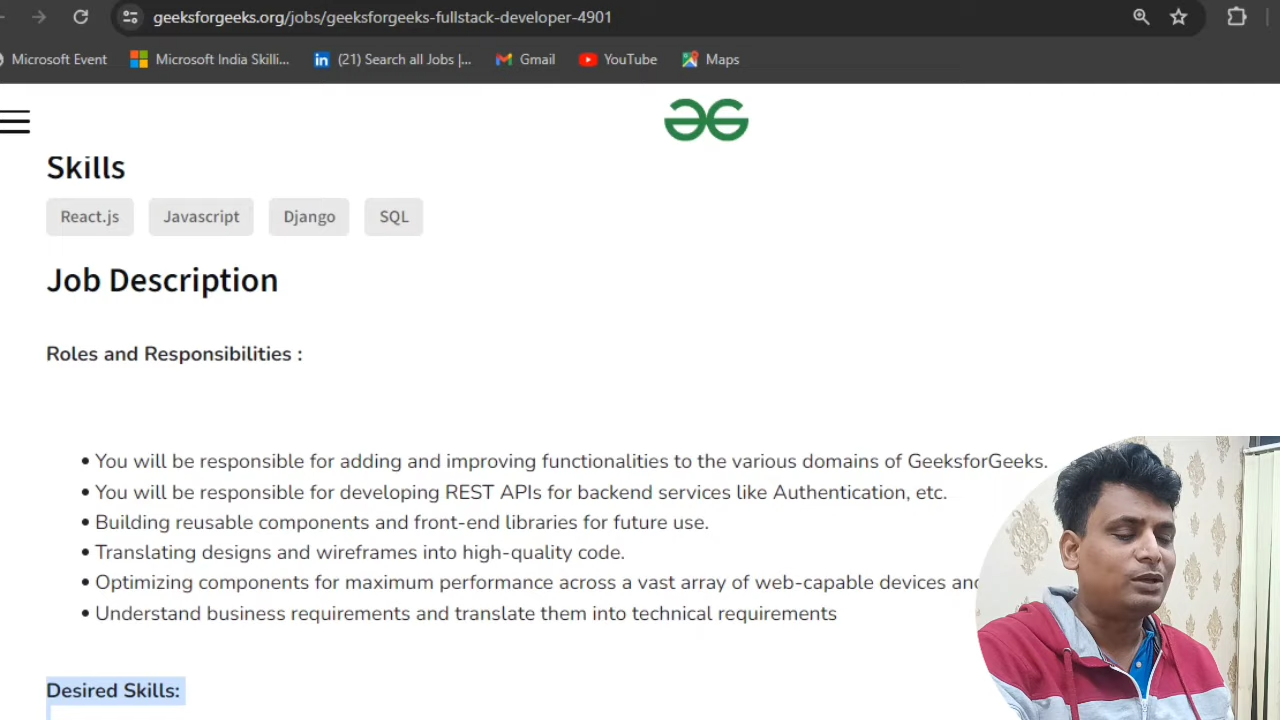 geeksforgeeks.org/jobs/geeksforgeeks-fullstack-developer-4901
Microsoft Event Microsoft India Skilli... (21) Search all Jobs |... Gmail YouTube Maps
Skills
React.js Javascript Django SQL
Job Description
Roles and Responsibilities :
• You will be responsible for adding and improving functionalities to the various domains of GeeksforGeeks.
• You will be responsible for developing REST APIs for backend services like Authentication, etc.
• Building reusable components and front-end libraries for future use.
• Translating designs and wireframes into high-quality code.
• Optimizing components for maximum performance across a vast array of web-capable devices and
• Understand business requirements and translate them into technical requirements
Desired Skills: